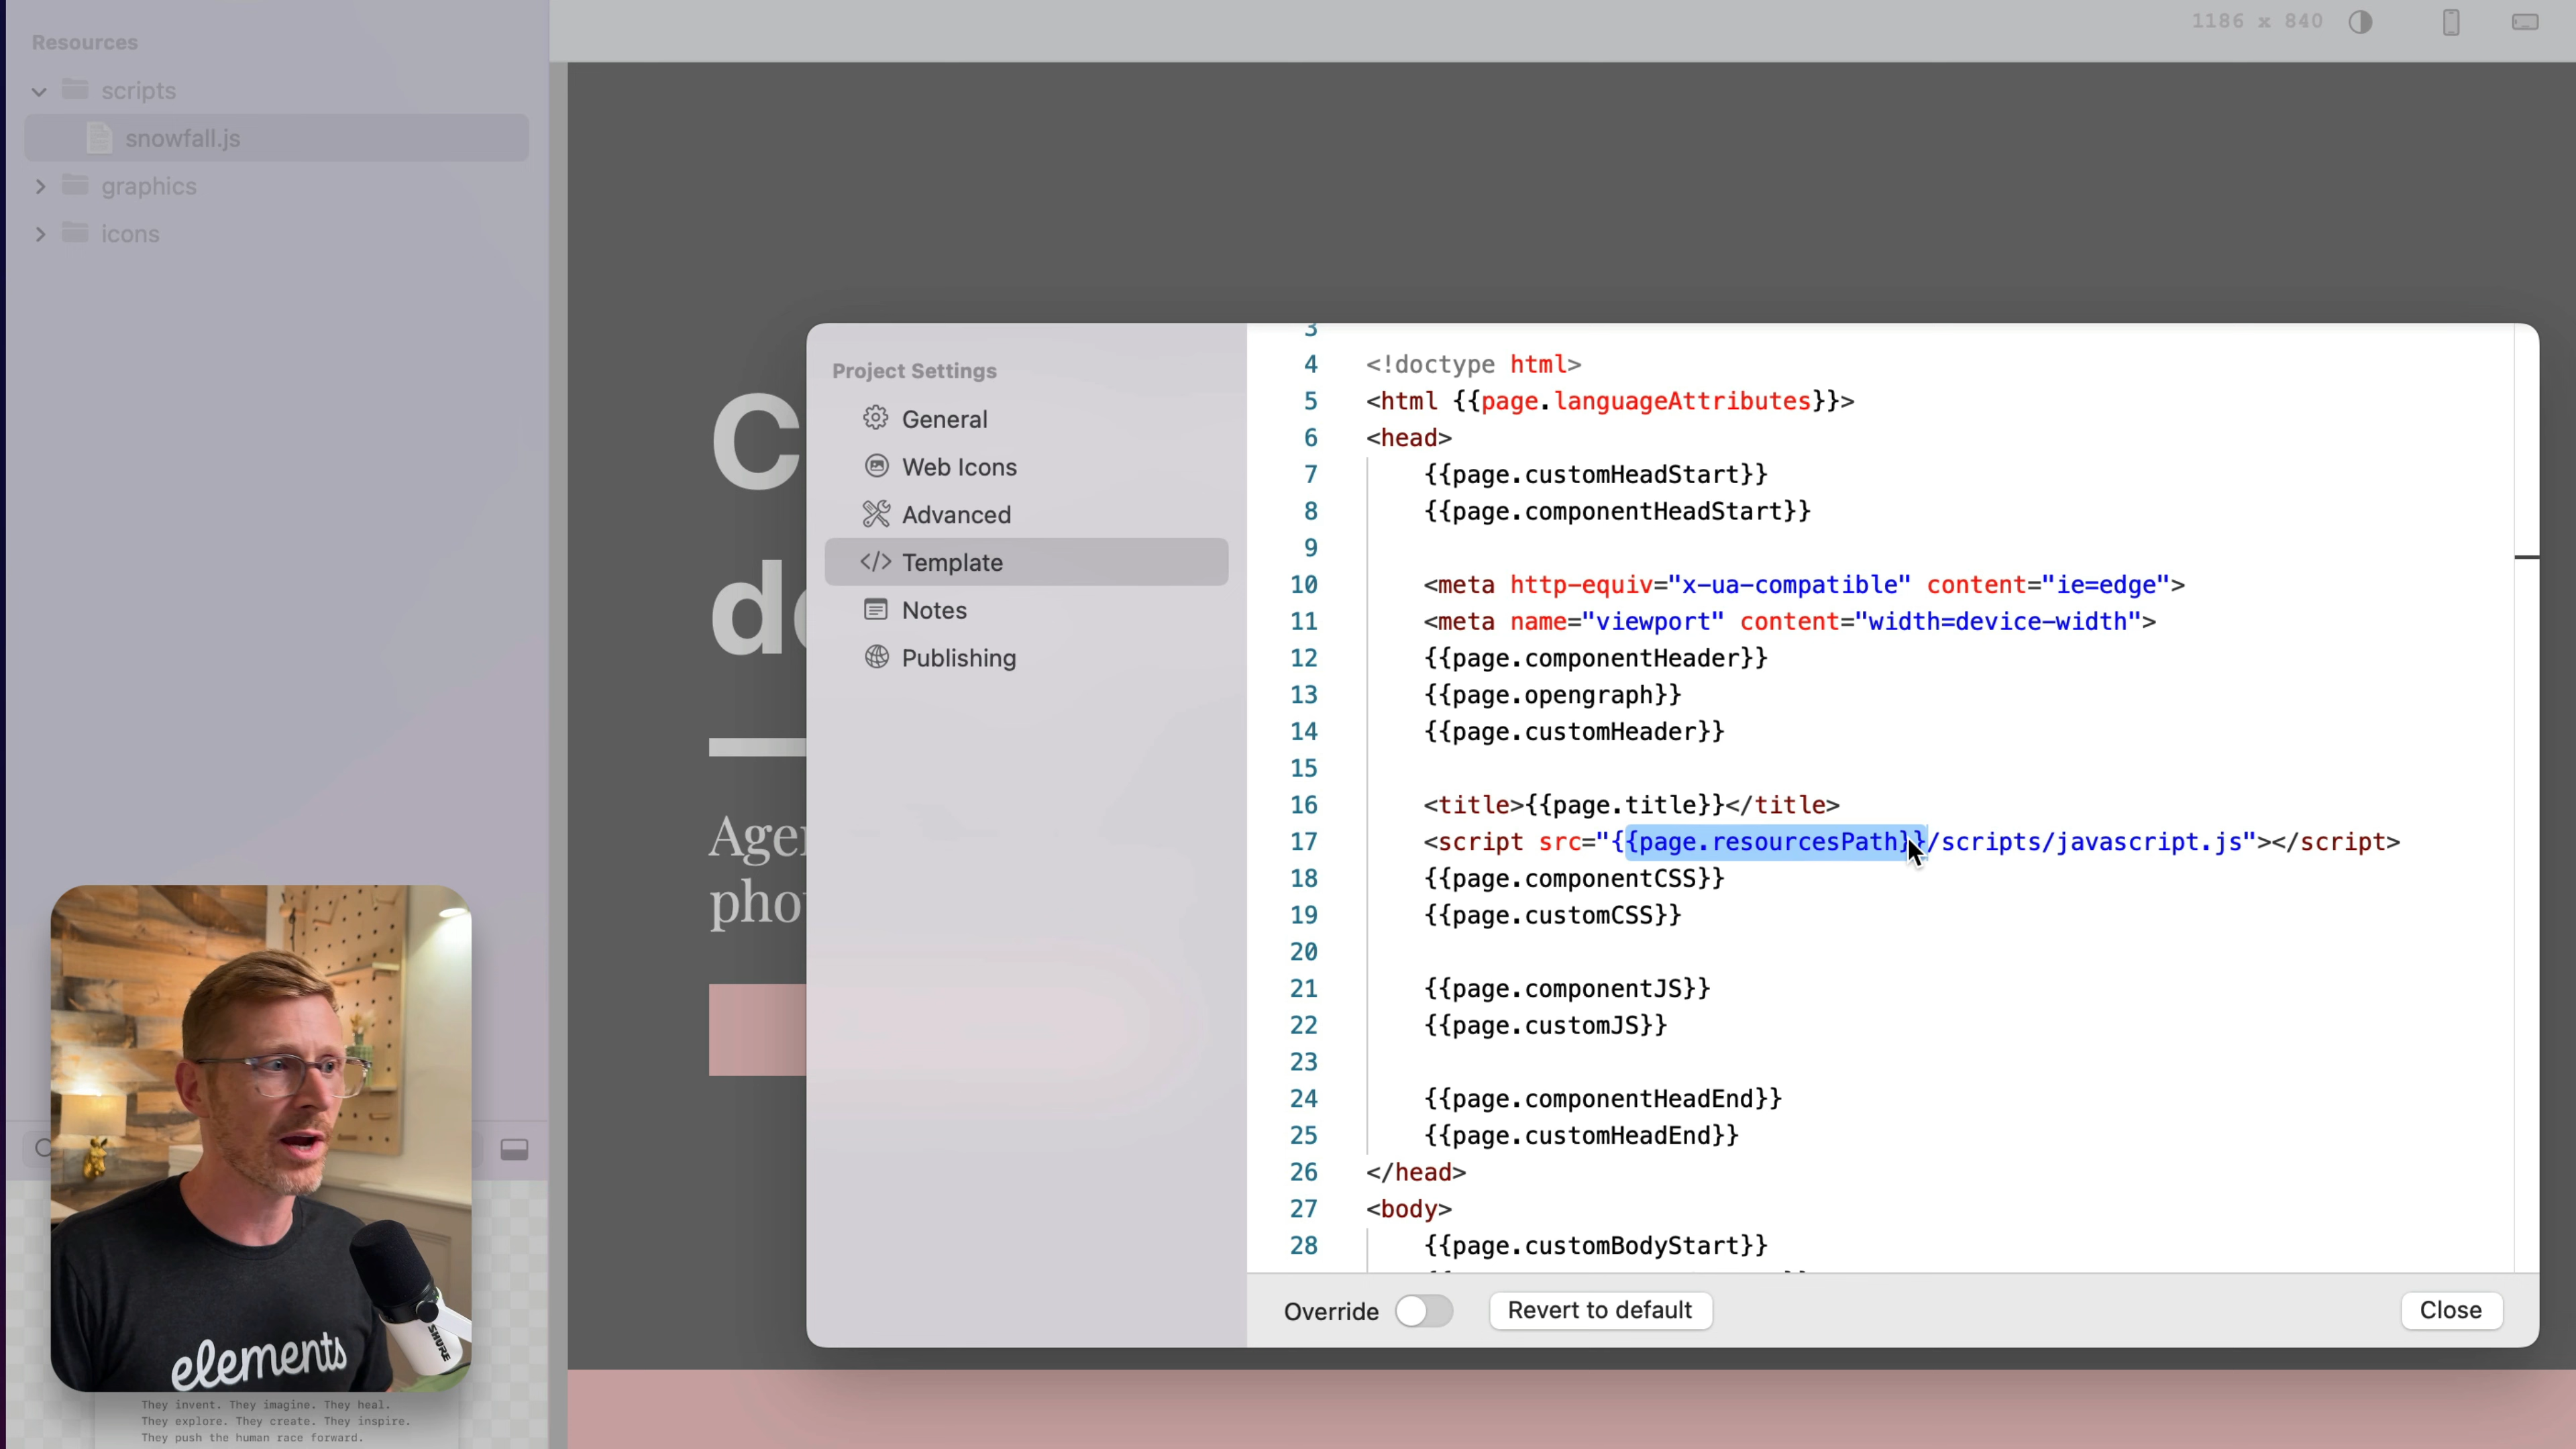 Resources
scripts
snowfall.js
graphics
icons
1186 x 840
C
d
Agen
pho
Project Settings
General
Web Icons
Advanced
Template
Notes
Publishing
3
4 <!doctype html>
5 <html {{page.languageAttributes}}>
6 <head>
7 {{page.customHeadStart}}
8 {{page.componentHeadStart}}
9
10 <meta http-equiv="x-ua-compatible" content="ie=edge">
11 <meta name="viewport" content="width=device-width">
12 {{page.componentHeader}}
13 {{page.opengraph}}
14 {{page.customHeader}}
15
16 <title>{{page.title}}</title>
17 <script src="{{page.resourcesPath}}/scripts/javascript.js"></script>
18 {{page.componentCSS}}
19 {{page.customCSS}}
20
21 {{page.componentJS}}
22 {{page.customJS}}
23
24 {{page.componentHeadEnd}}
25 {{page.customHeadEnd}}
26 </head>
27 <body>
28 {{page.customBodyStart}}
Override
Revert to default
Close
SHURE
elements
They invent. They imagine. They heal.
They explore. They create. They inspire.
They push the human race forward.